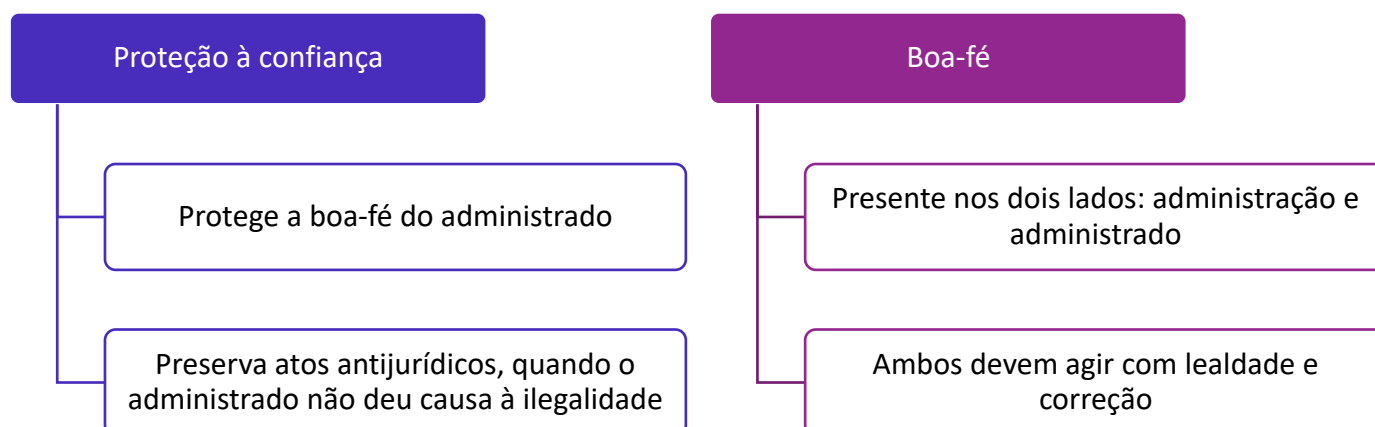 Proteção à confiança
Protege a boa-fé do administrado
Preserva atos antijurídicos, quando o
administrado não deu causa à ilegalidade
Boa-fé
Presente nos dois lados: administração e
administrado
Ambos devem agir com lealdade e
correção